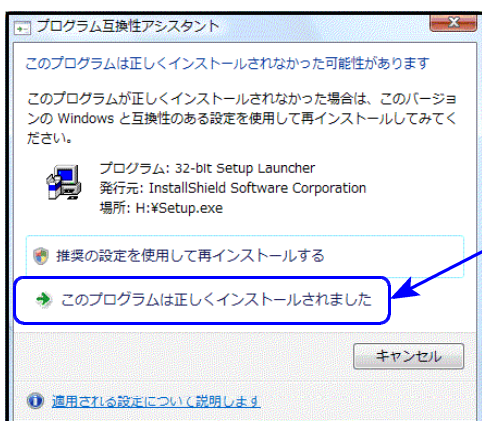 プログラム互換性アシスタント
このプログラムは正しくインストールされなかった可能性があります
このプログラムが正しくインストールされなかった場合は、このバージョ
ンの Windows と互換性のある設定を使用して再インストールしてみてく
ださい。
プログラム: 32-bit Setup Launcher
発行元: InstallShield Software Corporation
場所: H:¥Setup.exe
推奨の設定を使用して再インストールする
このプログラムは正しくインストールされました
キャンセル
適用される設定について説明します